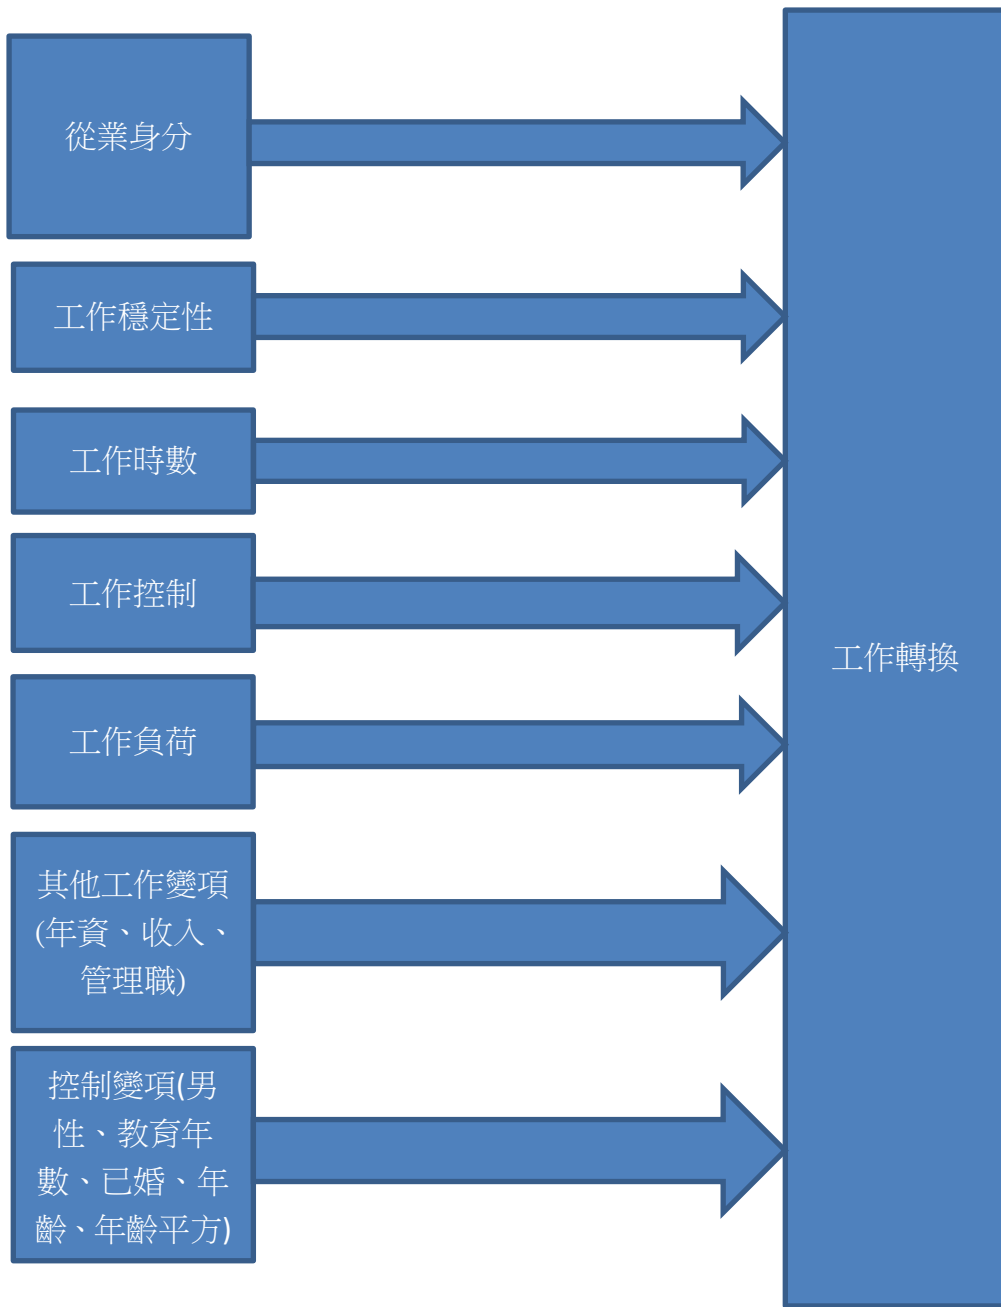 從業身分
工作穩定性
工作時數
工作控制
工作負荷
其他工作變項
(年資、收入、
管理職)
控制變項(男
性、教育年
數、已婚、年
齡、年齡平方)
工作轉換